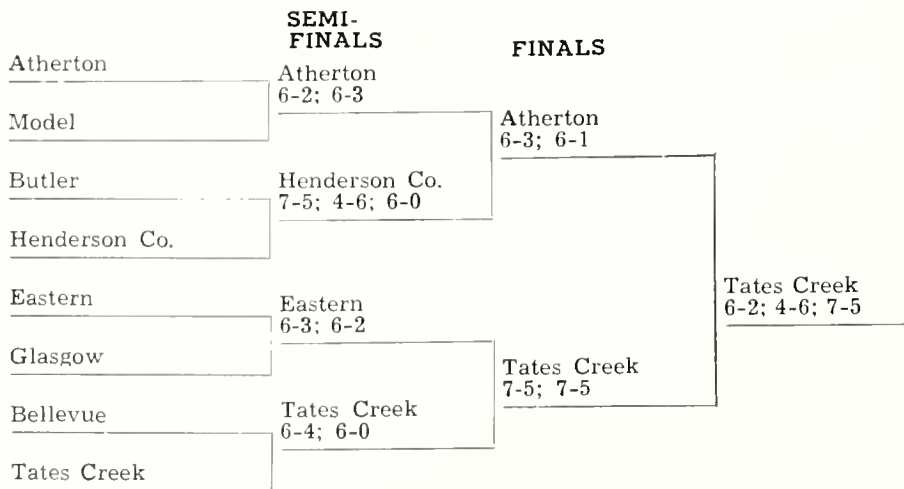 SEMI-
FINALS
FINALS
Atherton
Model
Butler
Henderson Co.
Eastern
Glasgow
Bellevue
Tates Creek
Atherton
6-2; 6-3
Henderson Co.
7-5; 4-6; 6-0
Eastern
6-3; 6-2
Tates Creek
6-4; 6-0
Atherton
6-3; 6-1
Tates Creek
7-5; 7-5
Tates Creek
6-2; 4-6; 7-5